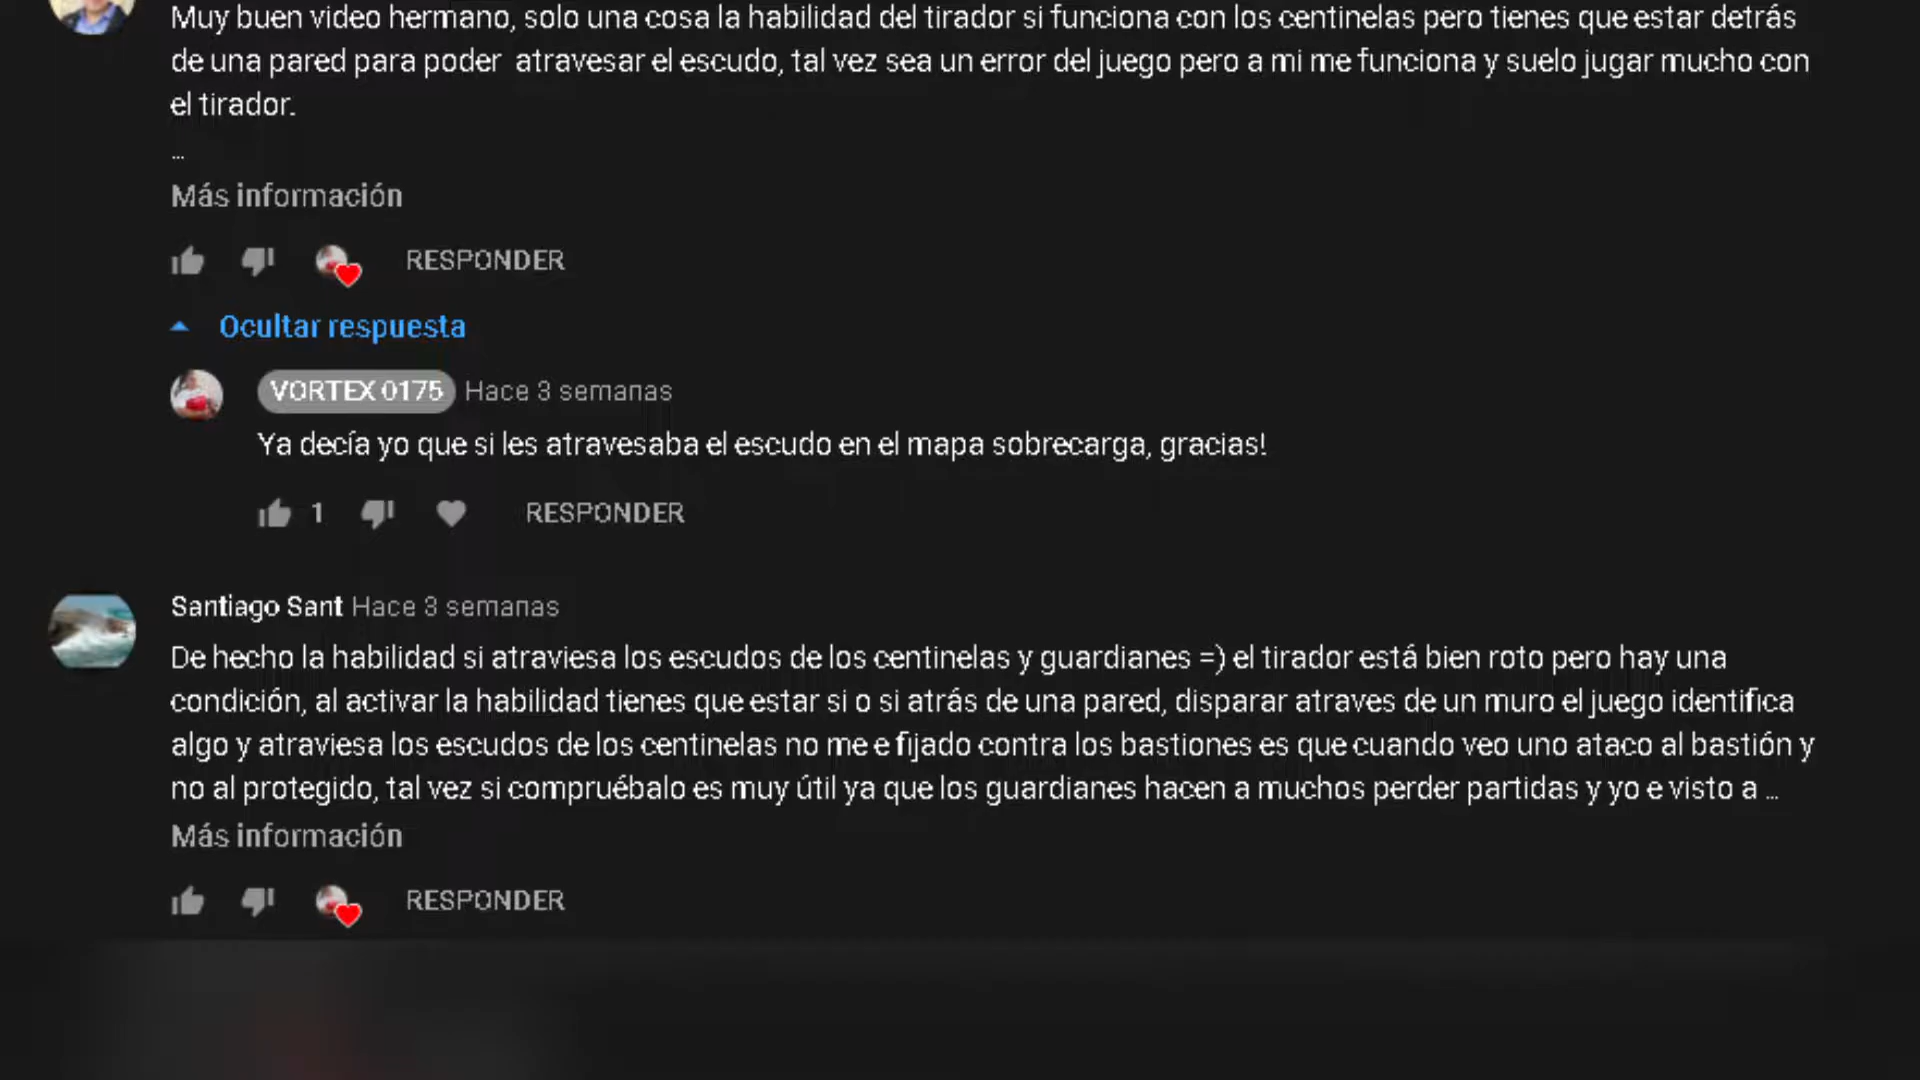 Muy buen video hermano, solo una cosa la habilidad del tirador si funciona con los centinelas pero tienes que estar detrás
de una pared para poder atravesar el escudo, tal vez sea un error del juego pero a mi me funciona y suelo jugar mucho con
el tirador.
...
Más información
RESPONDER
Ocultar respuesta
VORTEX 0175 Hace 3 semanas
Ya decía yo que si les atravesaba el escudo en el mapa sobrecarga, gracias!
1 RESPONDER
Santiago Sant Hace 3 semanas
De hecho la habilidad si atraviesa los escudos de los centinelas y guardianes =) el tirador está bien roto pero hay una
condición, al activar la habilidad tienes que estar si o si atrás de una pared, disparar atraves de un muro el juego identifica
algo y atraviesa los escudos de los centinelas no me e fijado contra los bastiones es que cuando veo uno ataco al bastión y
no al protegido, tal vez si compruébalo es muy útil ya que los guardianes hacen a muchos perder partidas y yo e visto a ...
Más información
RESPONDER